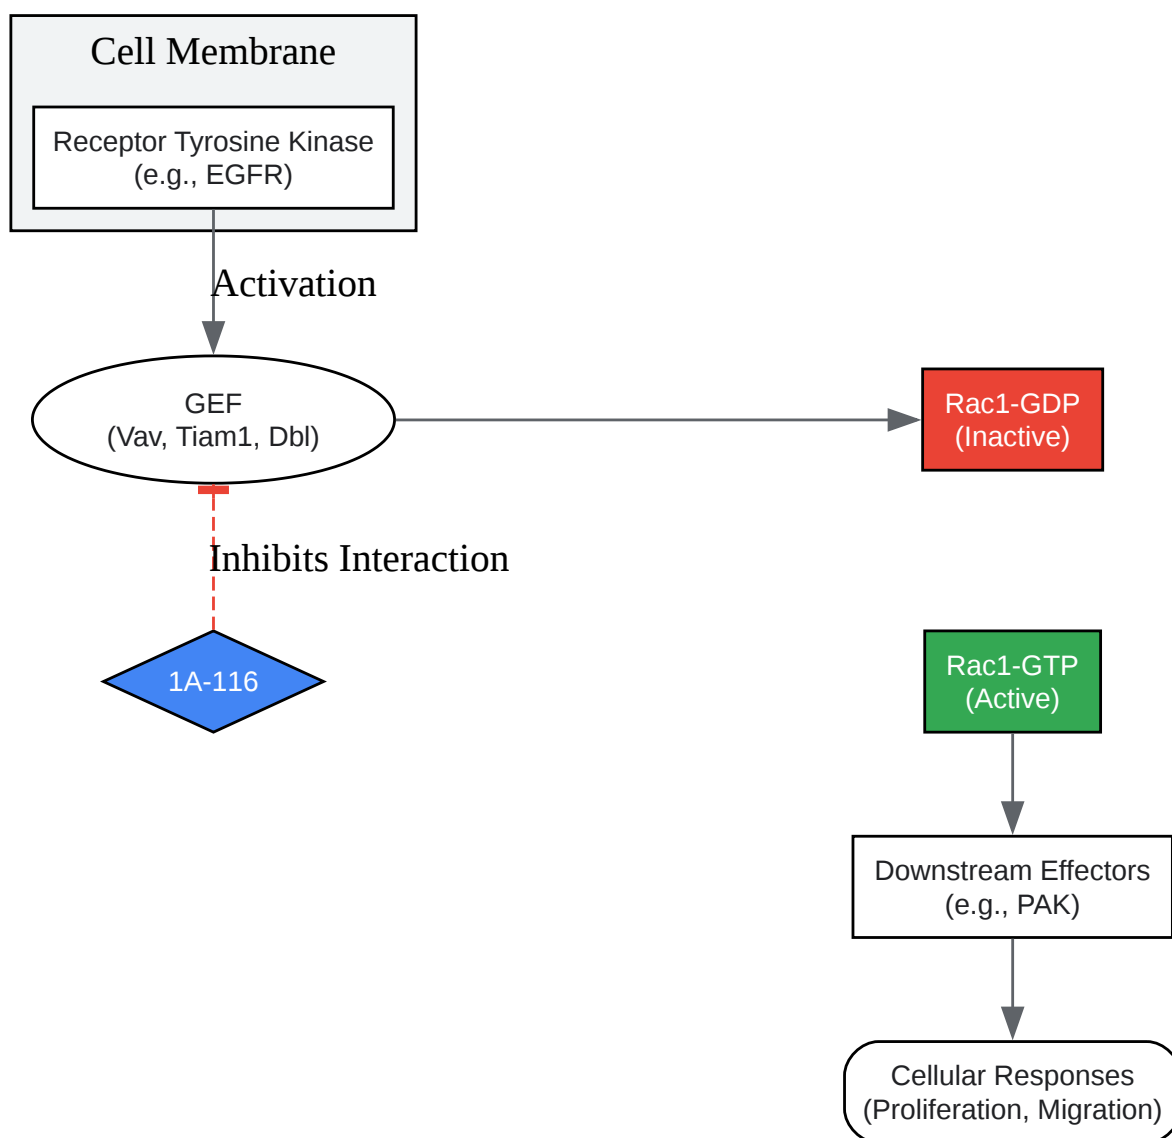 Cell Membrane
Receptor Tyrosine Kinase
(e.g., EGFR)
Activation
GEF
(Vav, Tiam1, Dbl)
Rac1-GDP
(Inactive)
Inhibits Interaction
1A-116
Rac1-GTP
(Active)
Downstream Effectors
(e.g., PAK)
Cellular Responses
(Proliferation, Migration)